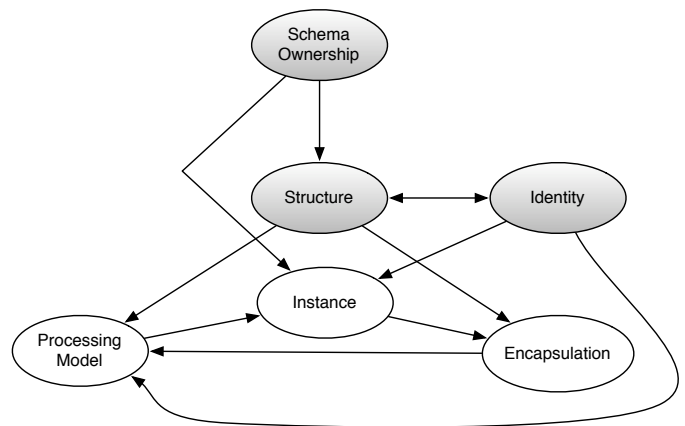 Schema
Ownership
Structure
Identity
Instance
Processing
Model
Encapsulation